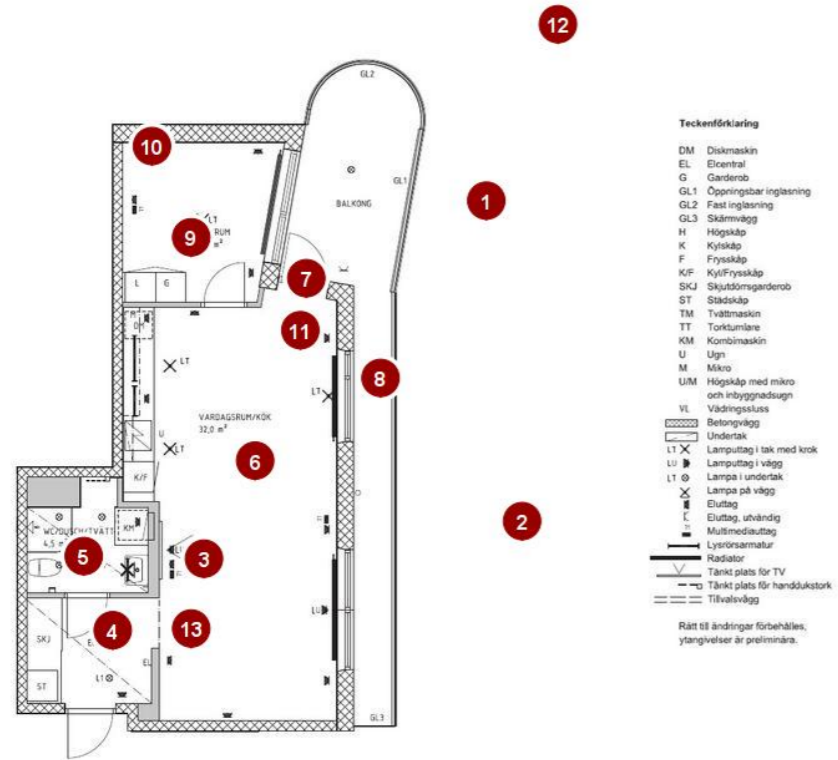 12
GL2
10
GL1
1
BALKONG
LT
9
RUM
m²
7
L
G
M
DM
11
LT
8
LT
VARDAGSRUM/KÖK
32,0 m²
U
LT
6
K/F
2
WC/DUSCH/TVÄTT
KM
4,5 m²
5
3
LU
4
13
SKJ
EL
ST
LT
GL3
Teckenförklaring
DM Diskmaskin
EL Elcentral
G Garderob
GL1 Öppningsbar inglasning
GL2 Fast inglasning
GL3 Skärmvägg
H Högskåp
K Kylskåp
F Frysskåp
K/F Kyl/Frysskåp
SKJ Skjutdörrsgarderob
ST Städskåp
TM Tvättmaskin
TT Torktumlare
KM Kombimaskin
U Ugn
M Mikro
U/M Högskåp med mikro
och inbyggnadsugn
VL Vädringssluss
Betongvägg
Undertak
LT Lamputtag i tak med krok
LU Lamputtag i vägg
LT Lampa i undertak
Lampa på vägg
Eluttag
Eluttag, utvändig
Multimediauttag
Lysrörsarmatur
Radiator
Tänkt plats för TV
Tänkt plats för handdukstork
Tillvalsvägg
Rätt till ändringar förbehålles,
ytangivelser är preliminära.